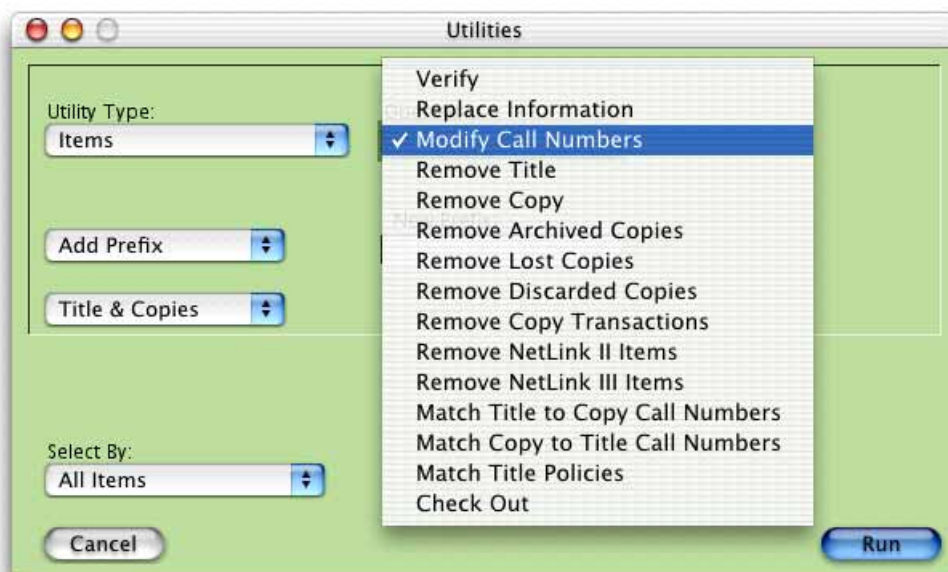 Utilities
Utility Type:
Items
Add Prefix
Title & Copies
Select By:
All Items
Cancel
Verify
Replace Information
✓ Modify Call Numbers
Remove Title
Remove Copy
Remove Archived Copies
Remove Lost Copies
Remove Discarded Copies
Remove Copy Transactions
Remove NetLink II Items
Remove NetLink III Items
Match Title to Copy Call Numbers
Match Copy to Title Call Numbers
Match Title Policies
Check Out
Run